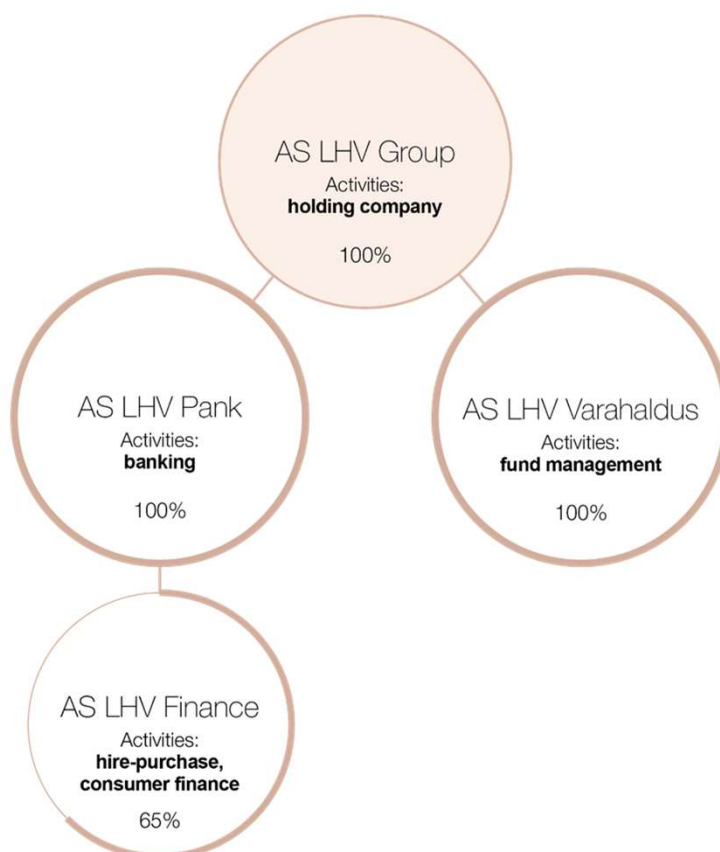 AS LHV Group
Activities:
holding company
100%
AS LHV Pank
Activities:
banking
100%
AS LHV Varahaldus
Activities:
fund management
100%
AS LHV Finance
Activities:
hire-purchase,
consumer finance
65%